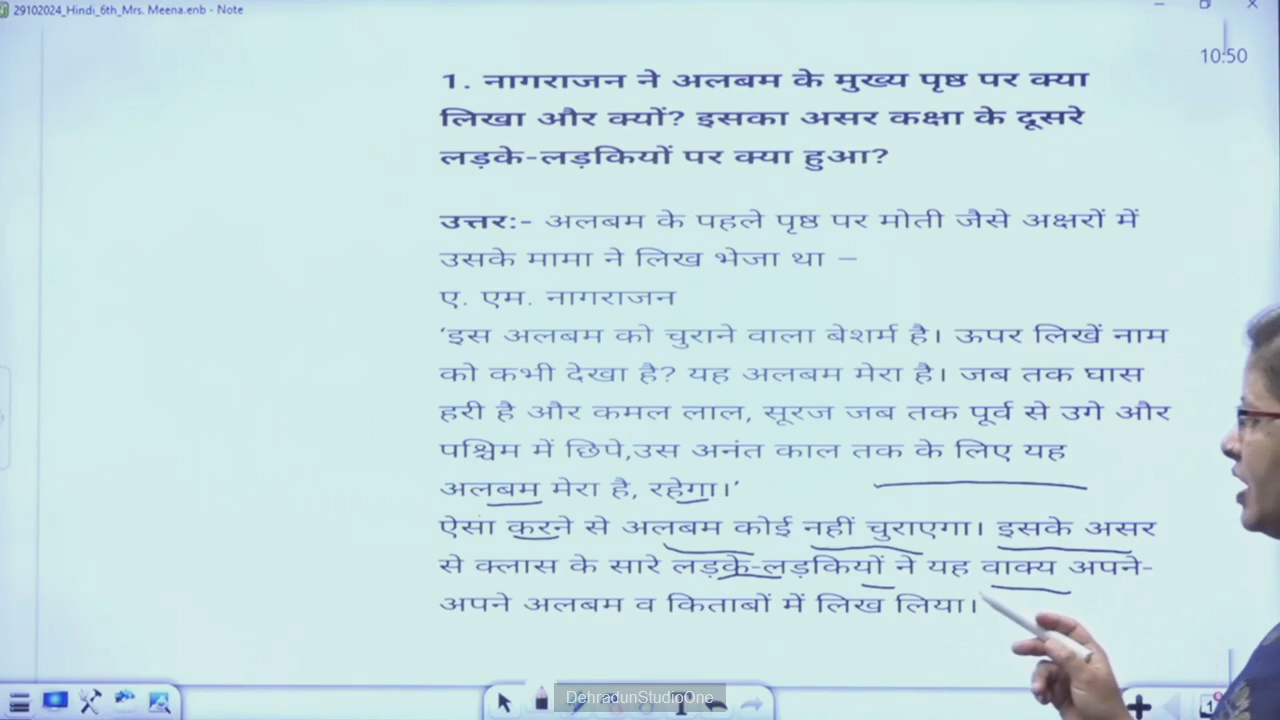 29102024_Hindi_6th_Mrs. Meena.enb - Note
10:50
1. नागराजन ने अलबम के मुख्य पृष्ठ पर क्या
लिखा और क्यों? इसका असर कक्षा के दूसरे
लड़के-लड़कियों पर क्या हुआ?
उत्तर:- अलबम के पहले पृष्ठ पर मोती जैसे अक्षरों में
उसके मामा ने लिख भेजा था –
ए. एम. नागराजन
‘इस अलबम को चुराने वाला बेशर्म है। ऊपर लिखें नाम
को कभी देखा है? यह अलबम मेरा है। जब तक घास
हरी है और कमल लाल, सूरज जब तक पूर्व से उगे और
पश्चिम में छिपे,उस अनंत काल तक के लिए यह
अलबम मेरा है, रहेगा।’
ऐसा करने से अलबम कोई नहीं चुराएगा। इसके असर
से क्लास के सारे लड़के-लड़कियों ने यह वाक्य अपने-
अपने अलबम व किताबों में लिख लिया।
DehradunStudioOne
1